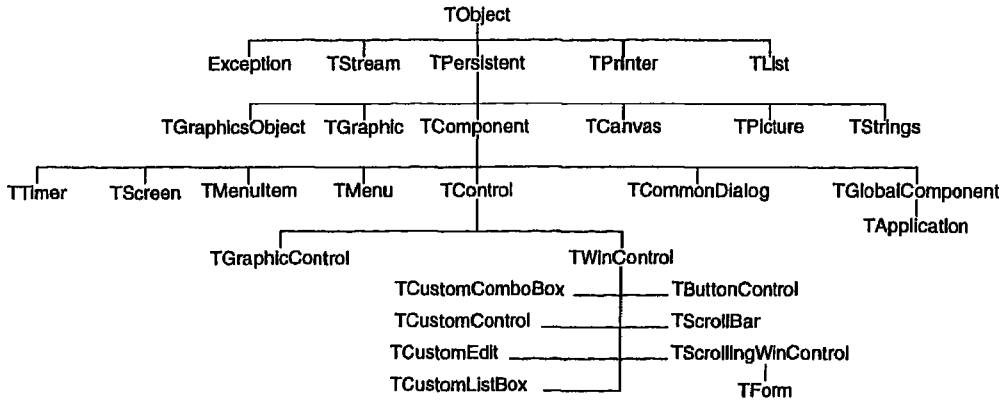 TObject
Exception TStream TPersistent TPrinter TList
TGraphicsObject TGraphic TComponent TCanvas TPicture TStrings
TTimer TScreen TMenuItem TMenu TControl TCommonDialog TGlobalComponent
TApplication
TGraphicControl TWinControl
TCustomComboBox TButtonControl
TCustomControl TScrollBar
TCustomEdit TScrollingWinControl
TCustomListBox TForm